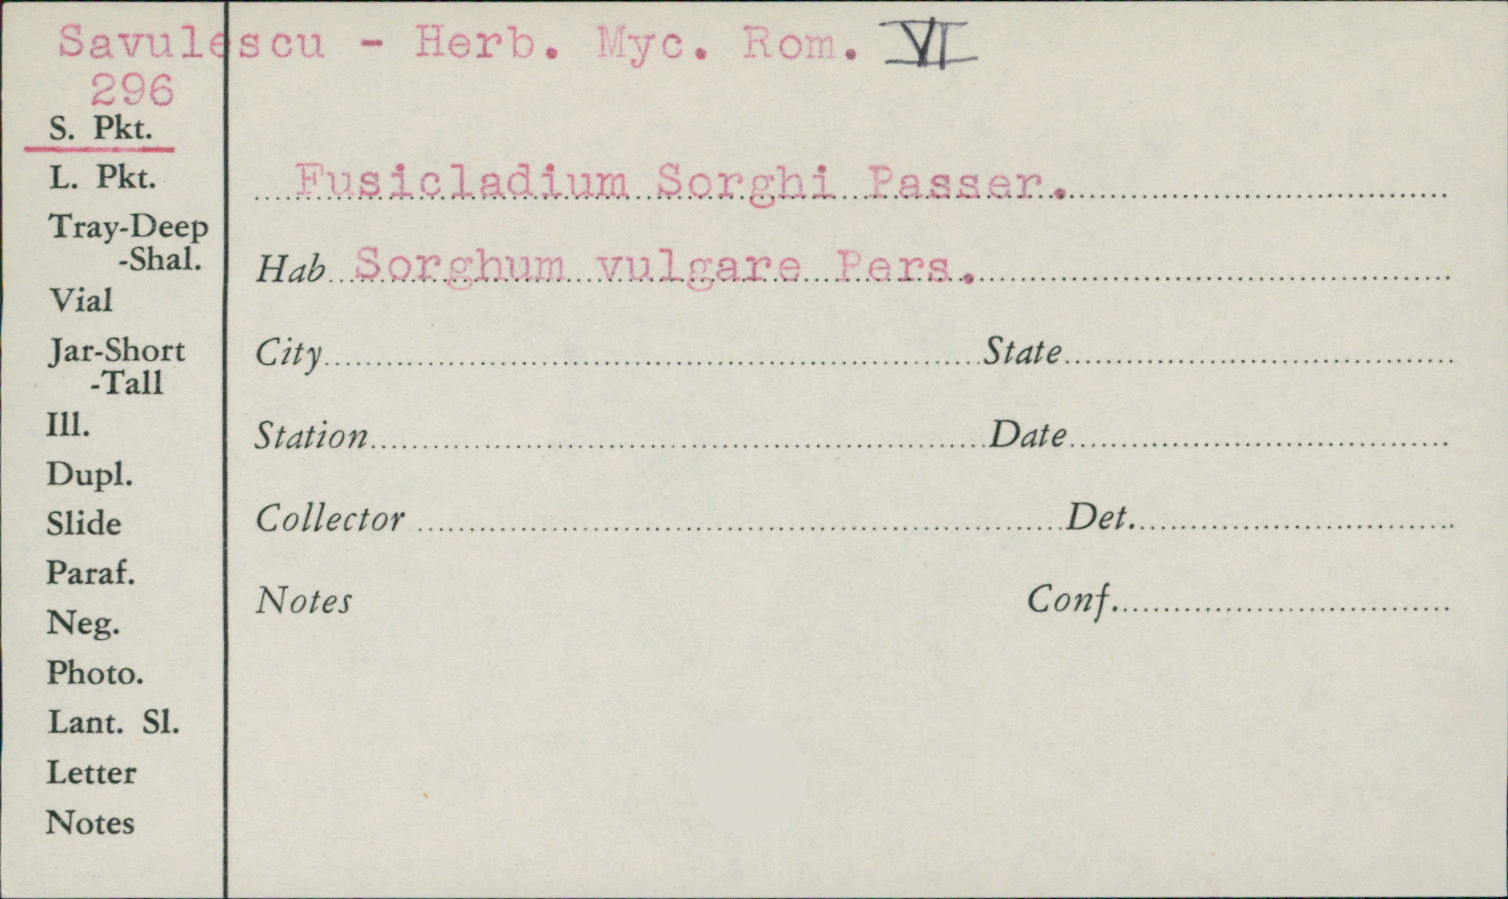 Savulescu - Herb. Myc. Rom. VI
296
S. Pkt.
L. Pkt.
Tray-Deep
-Shal.
Vial
Jar-Short
-Tall
Ill.
Dupl.
Slide
Paraf.
Neg.
Photo.
Lant. Sl.
Letter
Notes
Fusicladium Sorghi Passer.
Hab Sorghum vulgare Pers.
City State
Station Date
Collector Det.
Notes Conf.